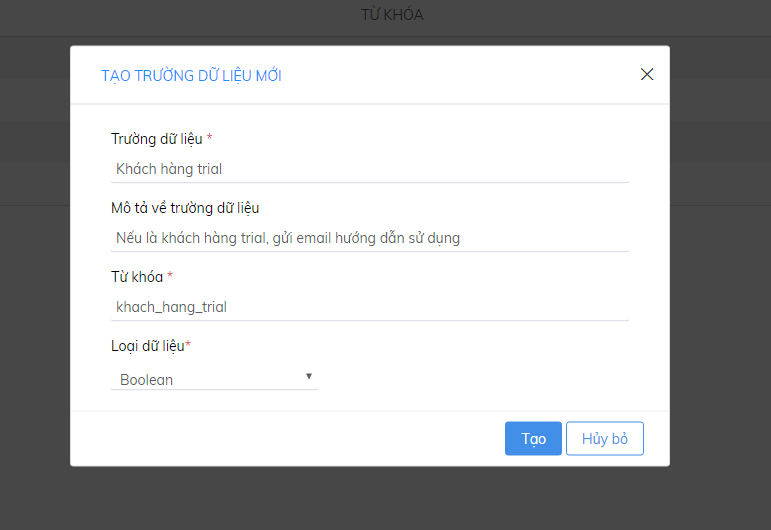 TỪ KHÓA
TẠO TRƯỜNG DỮ LIỆU MỚI
Trường dữ liệu *
Khách hàng trial
Mô tả về trường dữ liệu
Nếu là khách hàng trial, gửi email hướng dẫn sử dụng
Từ khóa *
khach_hang_trial
Loại dữ liệu*
Boolean
Tạo
Hủy bỏ